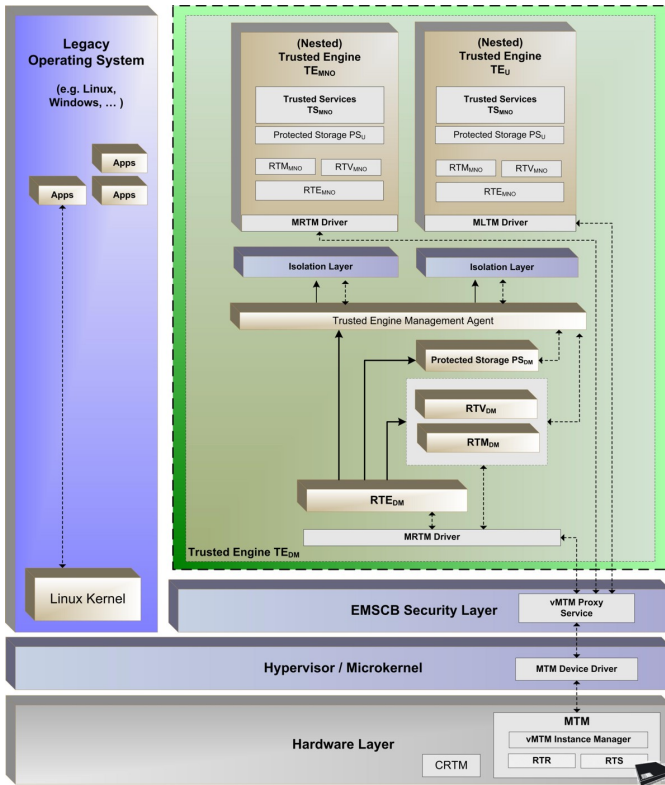 Legacy
Operating System
(e.g. Linux,
Windows, ... )
Apps
Apps
Apps
Linux Kernel
(Nested)
Trusted Engine
TEMNO
Trusted Services
TSMNO
Protected Storage PSU
RTMMNO
RTVMNO
RTEMNO
MRTM Driver
(Nested)
Trusted Engine
TEU
Trusted Services
TSMNO
Protected Storage PSU
RTMMNO
RTVMNO
RTEMNO
MLTM Driver
Isolation Layer
Isolation Layer
Trusted Engine Management Agent
Protected Storage PSDM
RTVDM
RTMDM
RTEDM
MRTM Driver
Trusted Engine TEDM
EMSCB Security Layer
vMTM Proxy
Service
Hypervisor / Microkernel
MTM Device Driver
Hardware Layer
CRTM
MTM
vMTM Instance Manager
RTR
RTS